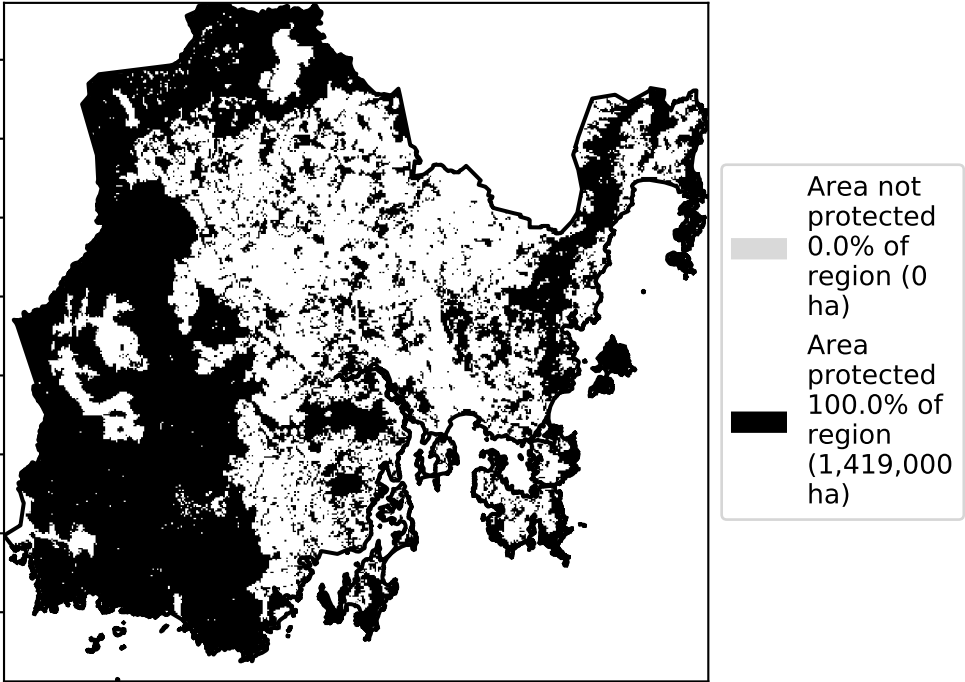 Area not
protected
0.0% of
region (0
ha)
Area
protected
100.0% of
region
(1,419,000
ha)